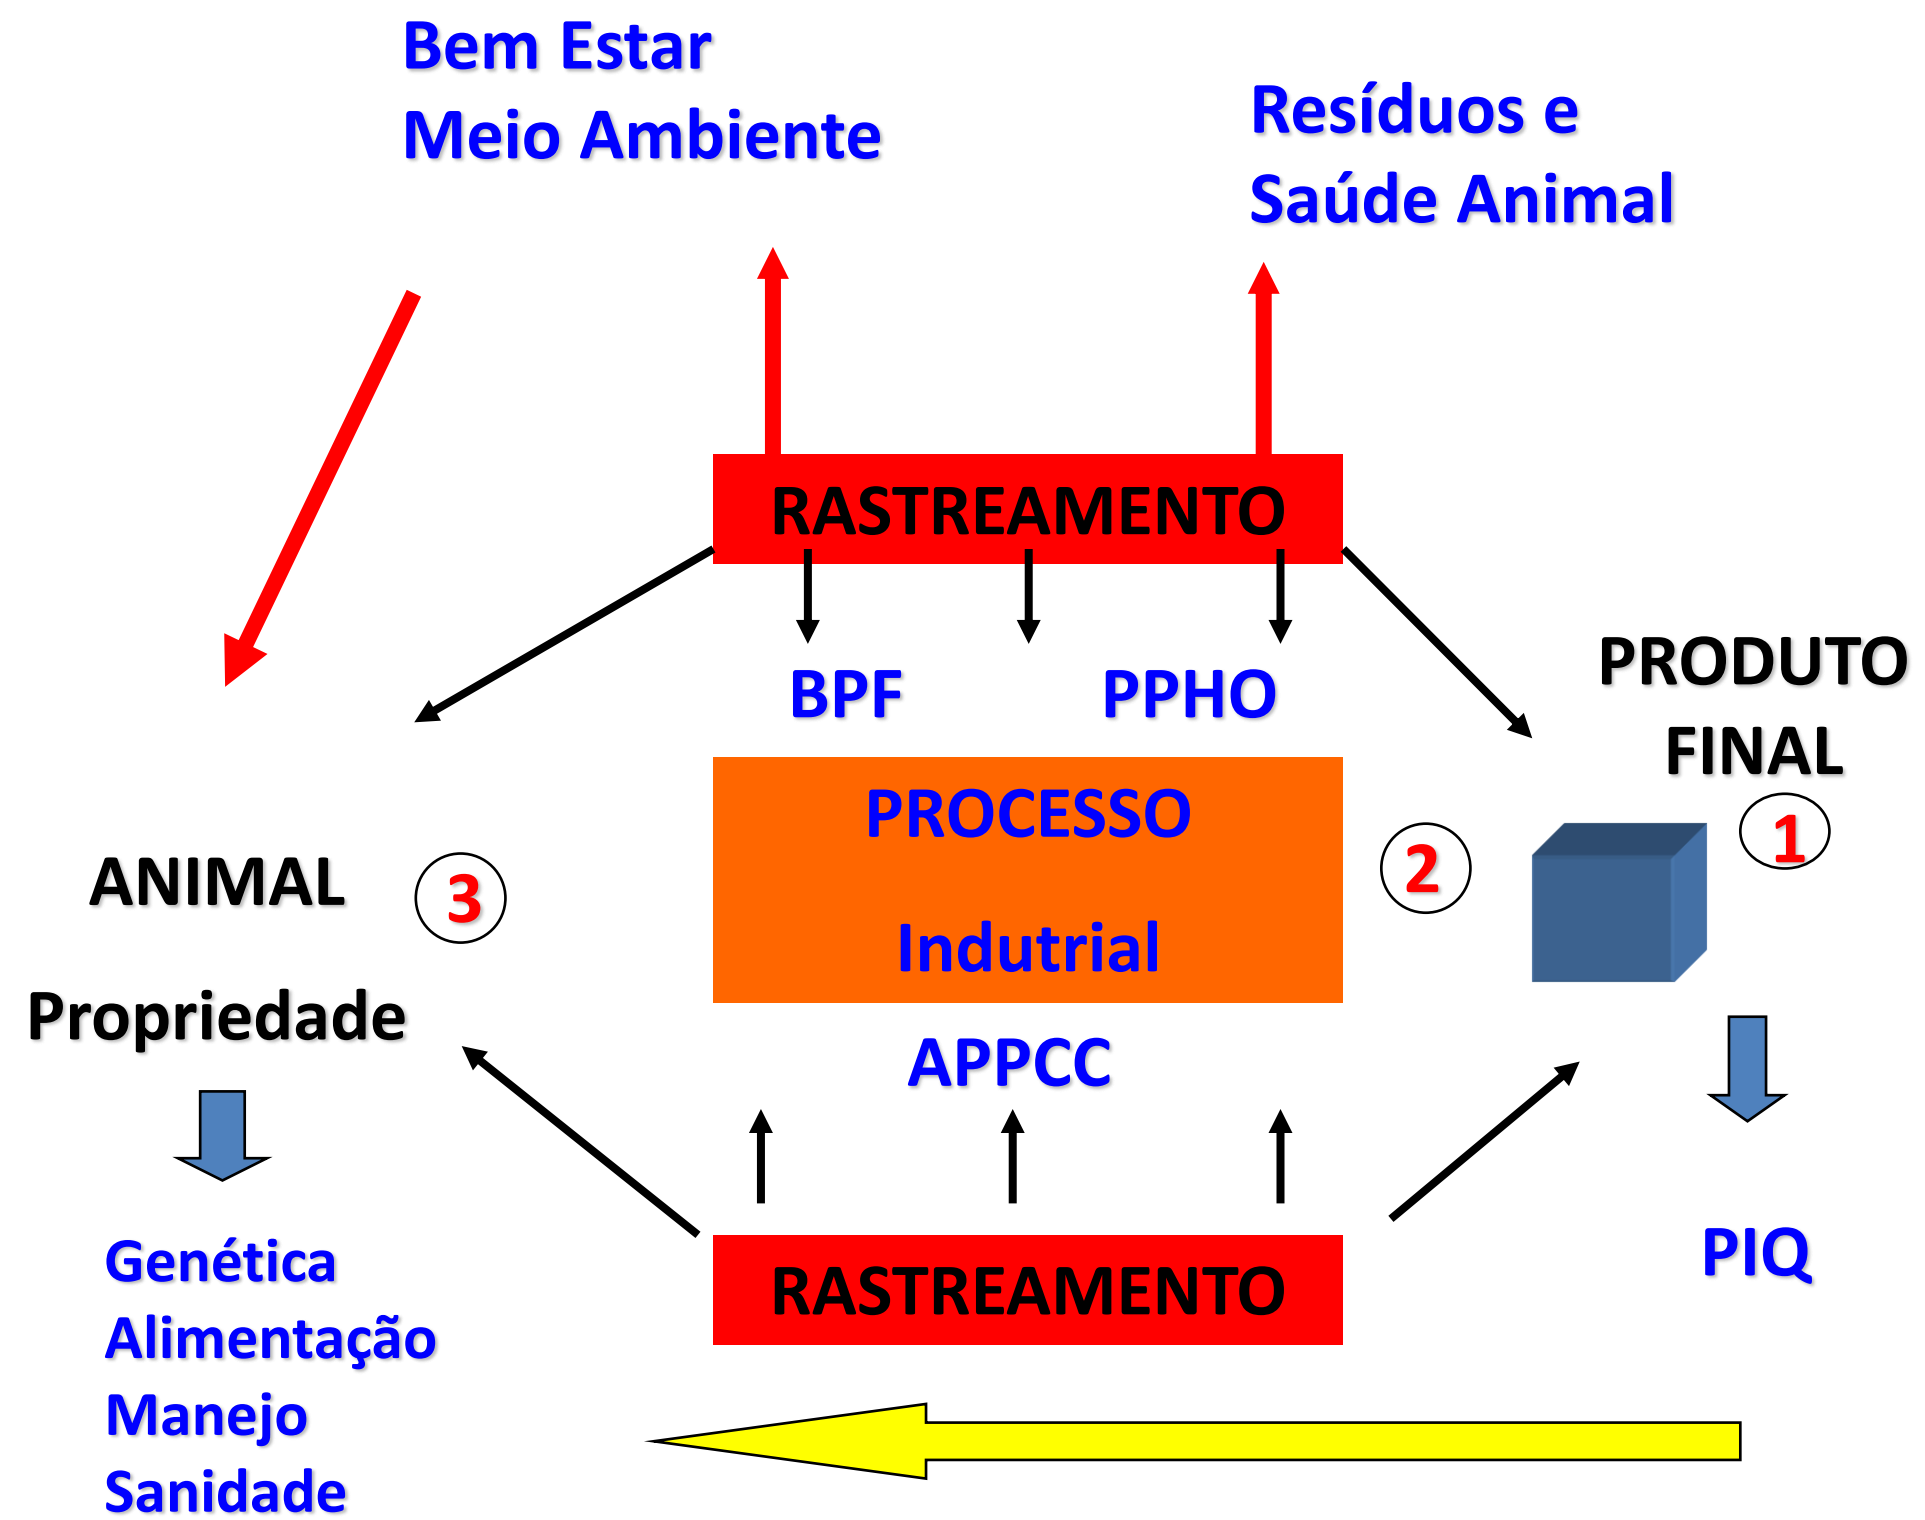 Bem Estar
Meio Ambiente
Resíduos e
Saúde Animal
RASTREAMENTO
BPF
PPHO
PRODUTO
FINAL
1
PROCESSO
Indutrial
2
ANIMAL
3
Propriedade
APPCC
Genética
Alimentação
Manejo
Sanidade
RASTREAMENTO
PIQ